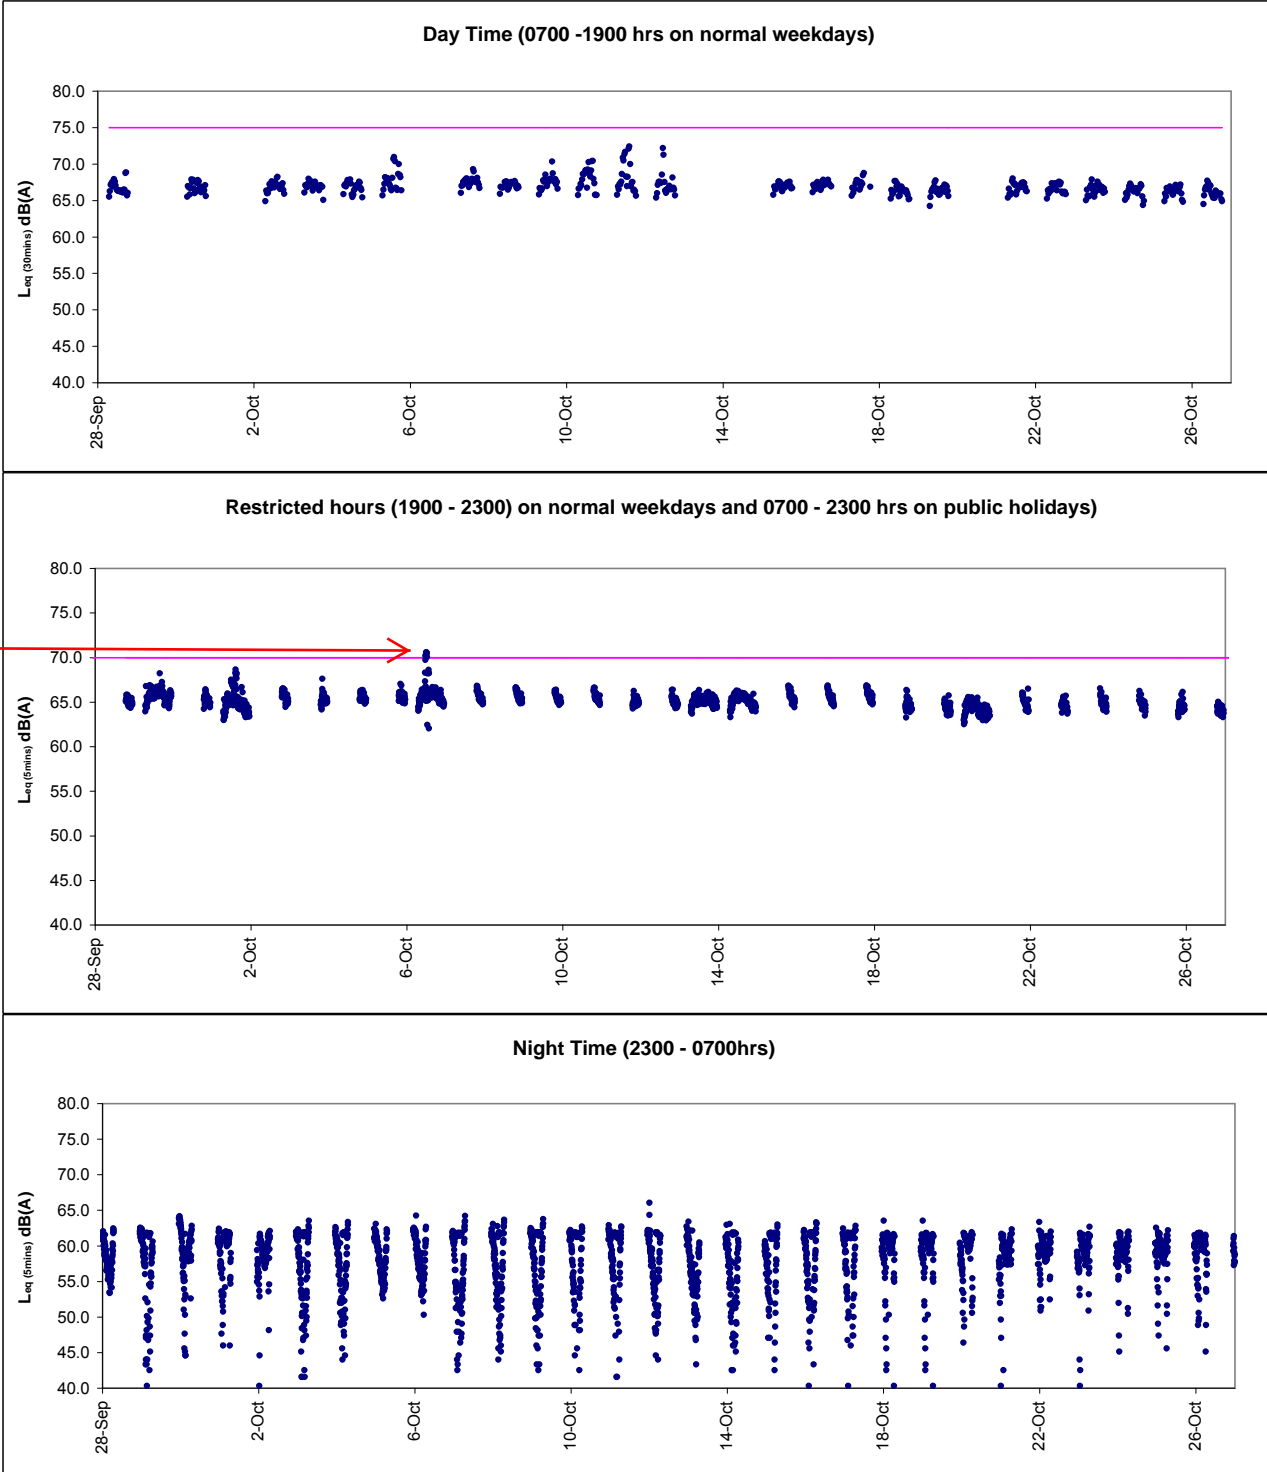 Day Time (0700 -1900 hrs on normal weekdays)
80.0
75.0
70.0
65.0
60.0
55.0
50.0
45.0
40.0
Leq (30mins) dB(A)
28-Sep
2-Oct
6-Oct
10-Oct
14-Oct
18-Oct
22-Oct
26-Oct
Restricted hours (1900 - 2300) on normal weekdays and 0700 - 2300 hrs on public holidays)
80.0
75.0
70.0
65.0
60.0
55.0
50.0
45.0
40.0
Leq (5mins) dB(A)
28-Sep
2-Oct
6-Oct
10-Oct
14-Oct
18-Oct
22-Oct
26-Oct
Night Time (2300 - 0700hrs)
80.0
75.0
70.0
65.0
60.0
55.0
50.0
45.0
40.0
Leq (5mins) dB(A)
28-Sep
2-Oct
6-Oct
10-Oct
14-Oct
18-Oct
22-Oct
26-Oct